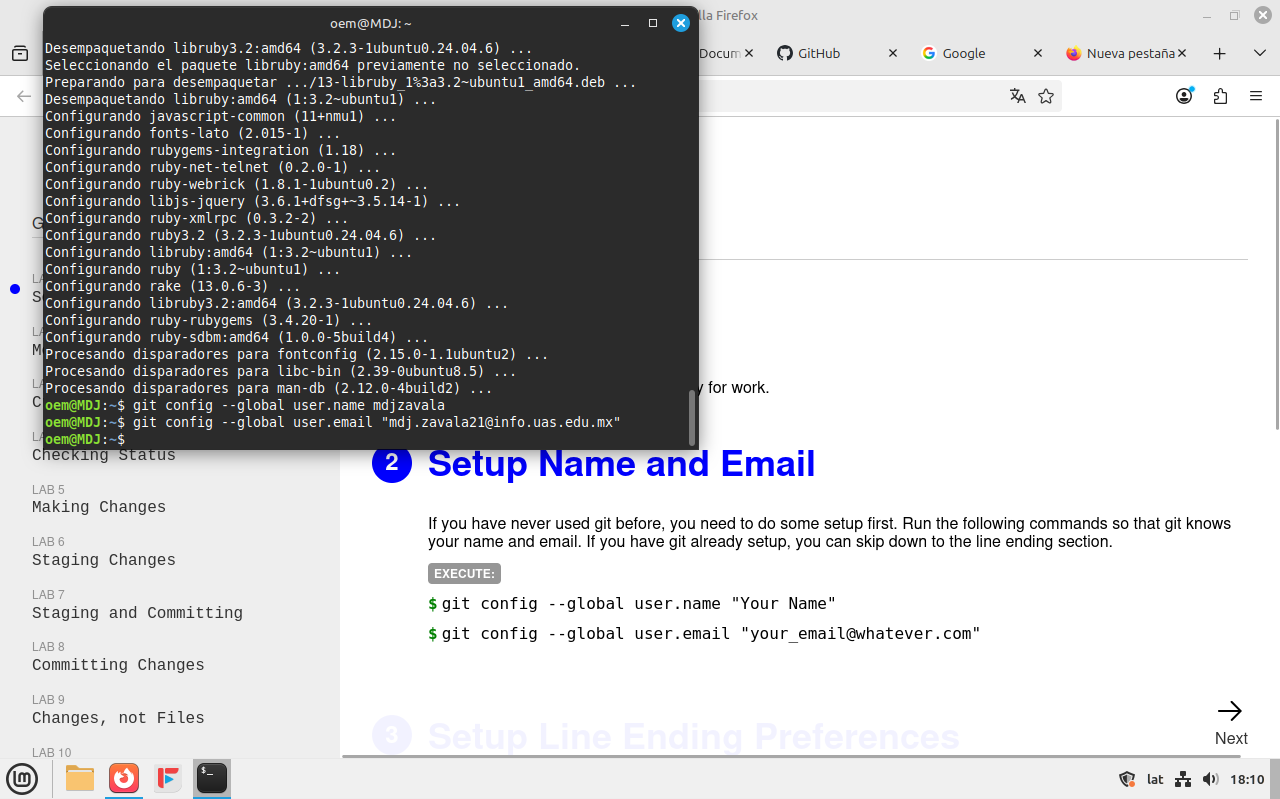 oem@MDJ: ~
lla Firefox
Docum
GitHub
Google
Nueva pestaña
Desempaquetando libruby3.2:amd64 (3.2.3-1ubuntu0.24.04.6) ...
Seleccionando el paquete libruby:amd64 previamente no seleccionado.
Preparando para desempaquetar .../13-libruby_1%3a3.2~ubuntu1_amd64.deb ...
Desempaquetando libruby:amd64 (1:3.2~ubuntu1) ...
Configurando javascript-common (11+nmu1) ...
Configurando fonts-lato (2.015-1) ...
Configurando rubygems-integration (1.18) ...
Configurando ruby-net-telnet (0.2.0-1) ...
Configurando ruby-webrick (1.8.1-1ubuntu0.2) ...
Configurando libjs-jquery (3.6.1+dfsg+~3.5.14-1) ...
Configurando ruby-xmlrpc (0.3.2-2) ...
Configurando ruby3.2 (3.2.3-1ubuntu0.24.04.6) ...
Configurando libruby:amd64 (1:3.2~ubuntu1) ...
Configurando ruby (1:3.2~ubuntu1) ...
Configurando rake (13.0.6-3) ...
Configurando libruby3.2:amd64 (3.2.3-1ubuntu0.24.04.6) ...
Configurando ruby-rubygems (3.4.20-1) ...
Configurando ruby-sdbm:amd64 (1.0.0-5build4) ...
Procesando disparadores para fontconfig (2.15.0-1.1ubuntu2) ...
Procesando disparadores para libc-bin (2.39-0ubuntu8.5) ...
Procesando disparadores para man-db (2.12.0-4build2) ...
oem@MDJ:~$ git config --global user.name mdjzavala
oem@MDJ:~$ git config --global user.email "mdj.zavala21@info.uas.edu.mx"
oem@MDJ:~$
y for work.
Checking Status
LAB 5
Making Changes
LAB 6
Staging Changes
LAB 7
Staging and Committing
LAB 8
Committing Changes
LAB 9
Changes, not Files
LAB 10
2 Setup Name and Email
If you have never used git before, you need to do some setup first. Run the following commands so that git knows
your name and email. If you have git already setup, you can skip down to the line ending section.
EXECUTE:
$ git config --global user.name "Your Name"
$ git config --global user.email "your_email@whatever.com"
3 Setup Line Ending Preferences
Next
lat
18:10